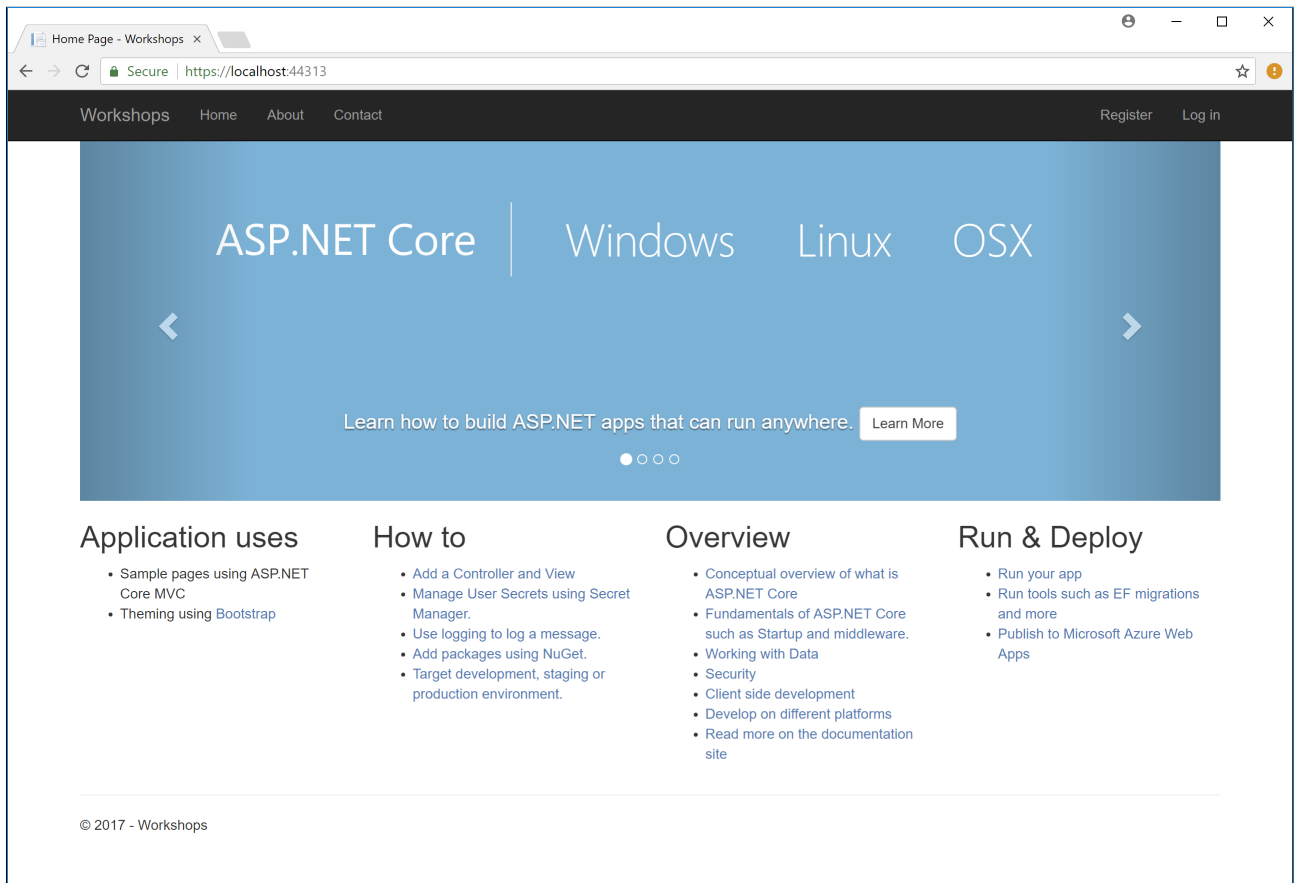 Home Page - Workshops
Secure https://localhost:44313
Workshops Home About Contact Register Log in
ASP.NET Core Windows Linux OSX
Learn how to build ASP.NET apps that can run anywhere. Learn More
Application uses
Sample pages using ASP.NET
Core MVC
Theming using Bootstrap
How to
Add a Controller and View
Manage User Secrets using Secret
Manager.
Use logging to log a message.
Add packages using NuGet.
Target development, staging or
production environment.
Overview
Conceptual overview of what is
ASP.NET Core
Fundamentals of ASP.NET Core
such as Startup and middleware.
Working with Data
Security
Client side development
Develop on different platforms
Read more on the documentation
site
Run & Deploy
Run your app
Run tools such as EF migrations
and more
Publish to Microsoft Azure Web
Apps
© 2017 - Workshops